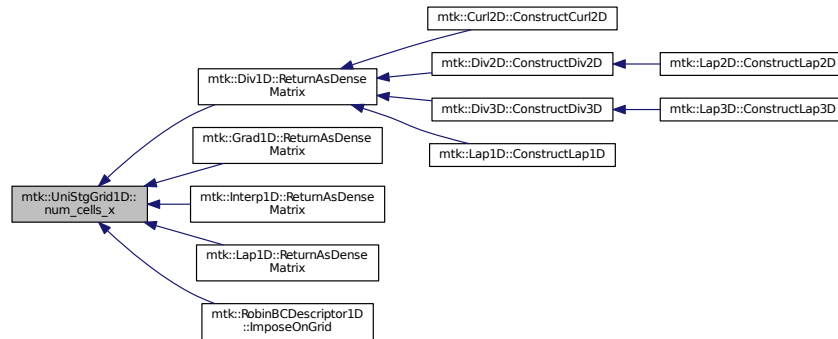 mtk::Curl2D::ConstructCurl2D
mtk::Div1D::ReturnAsDense
Matrix
mtk::Div2D::ConstructDiv2D
mtk::Lap2D::ConstructLap2D
mtk::Div3D::ConstructDiv3D
mtk::Lap3D::ConstructLap3D
mtk::Grad1D::ReturnAsDense
Matrix
mtk::Lap1D::ConstructLap1D
mtk::UniStgGrid1D::
num_cells_x
mtk::Interp1D::ReturnAsDense
Matrix
mtk::Lap1D::ReturnAsDense
Matrix
mtk::RobinBCDescriptor1D
::ImposeOnGrid